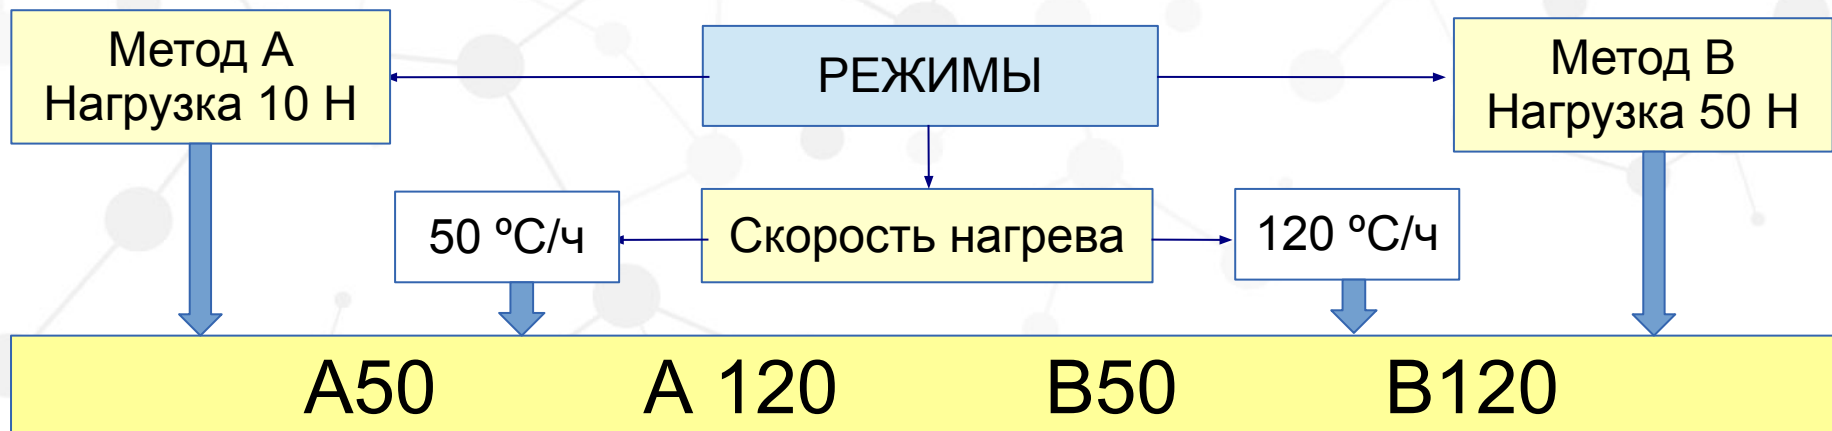 Метод А
Нагрузка 10 Н
РЕЖИМЫ
Метод В
Нагрузка 50 Н
50 ºС/ч
Скорость нагрева
120 ºС/ч
А50 А 120 В50 В120